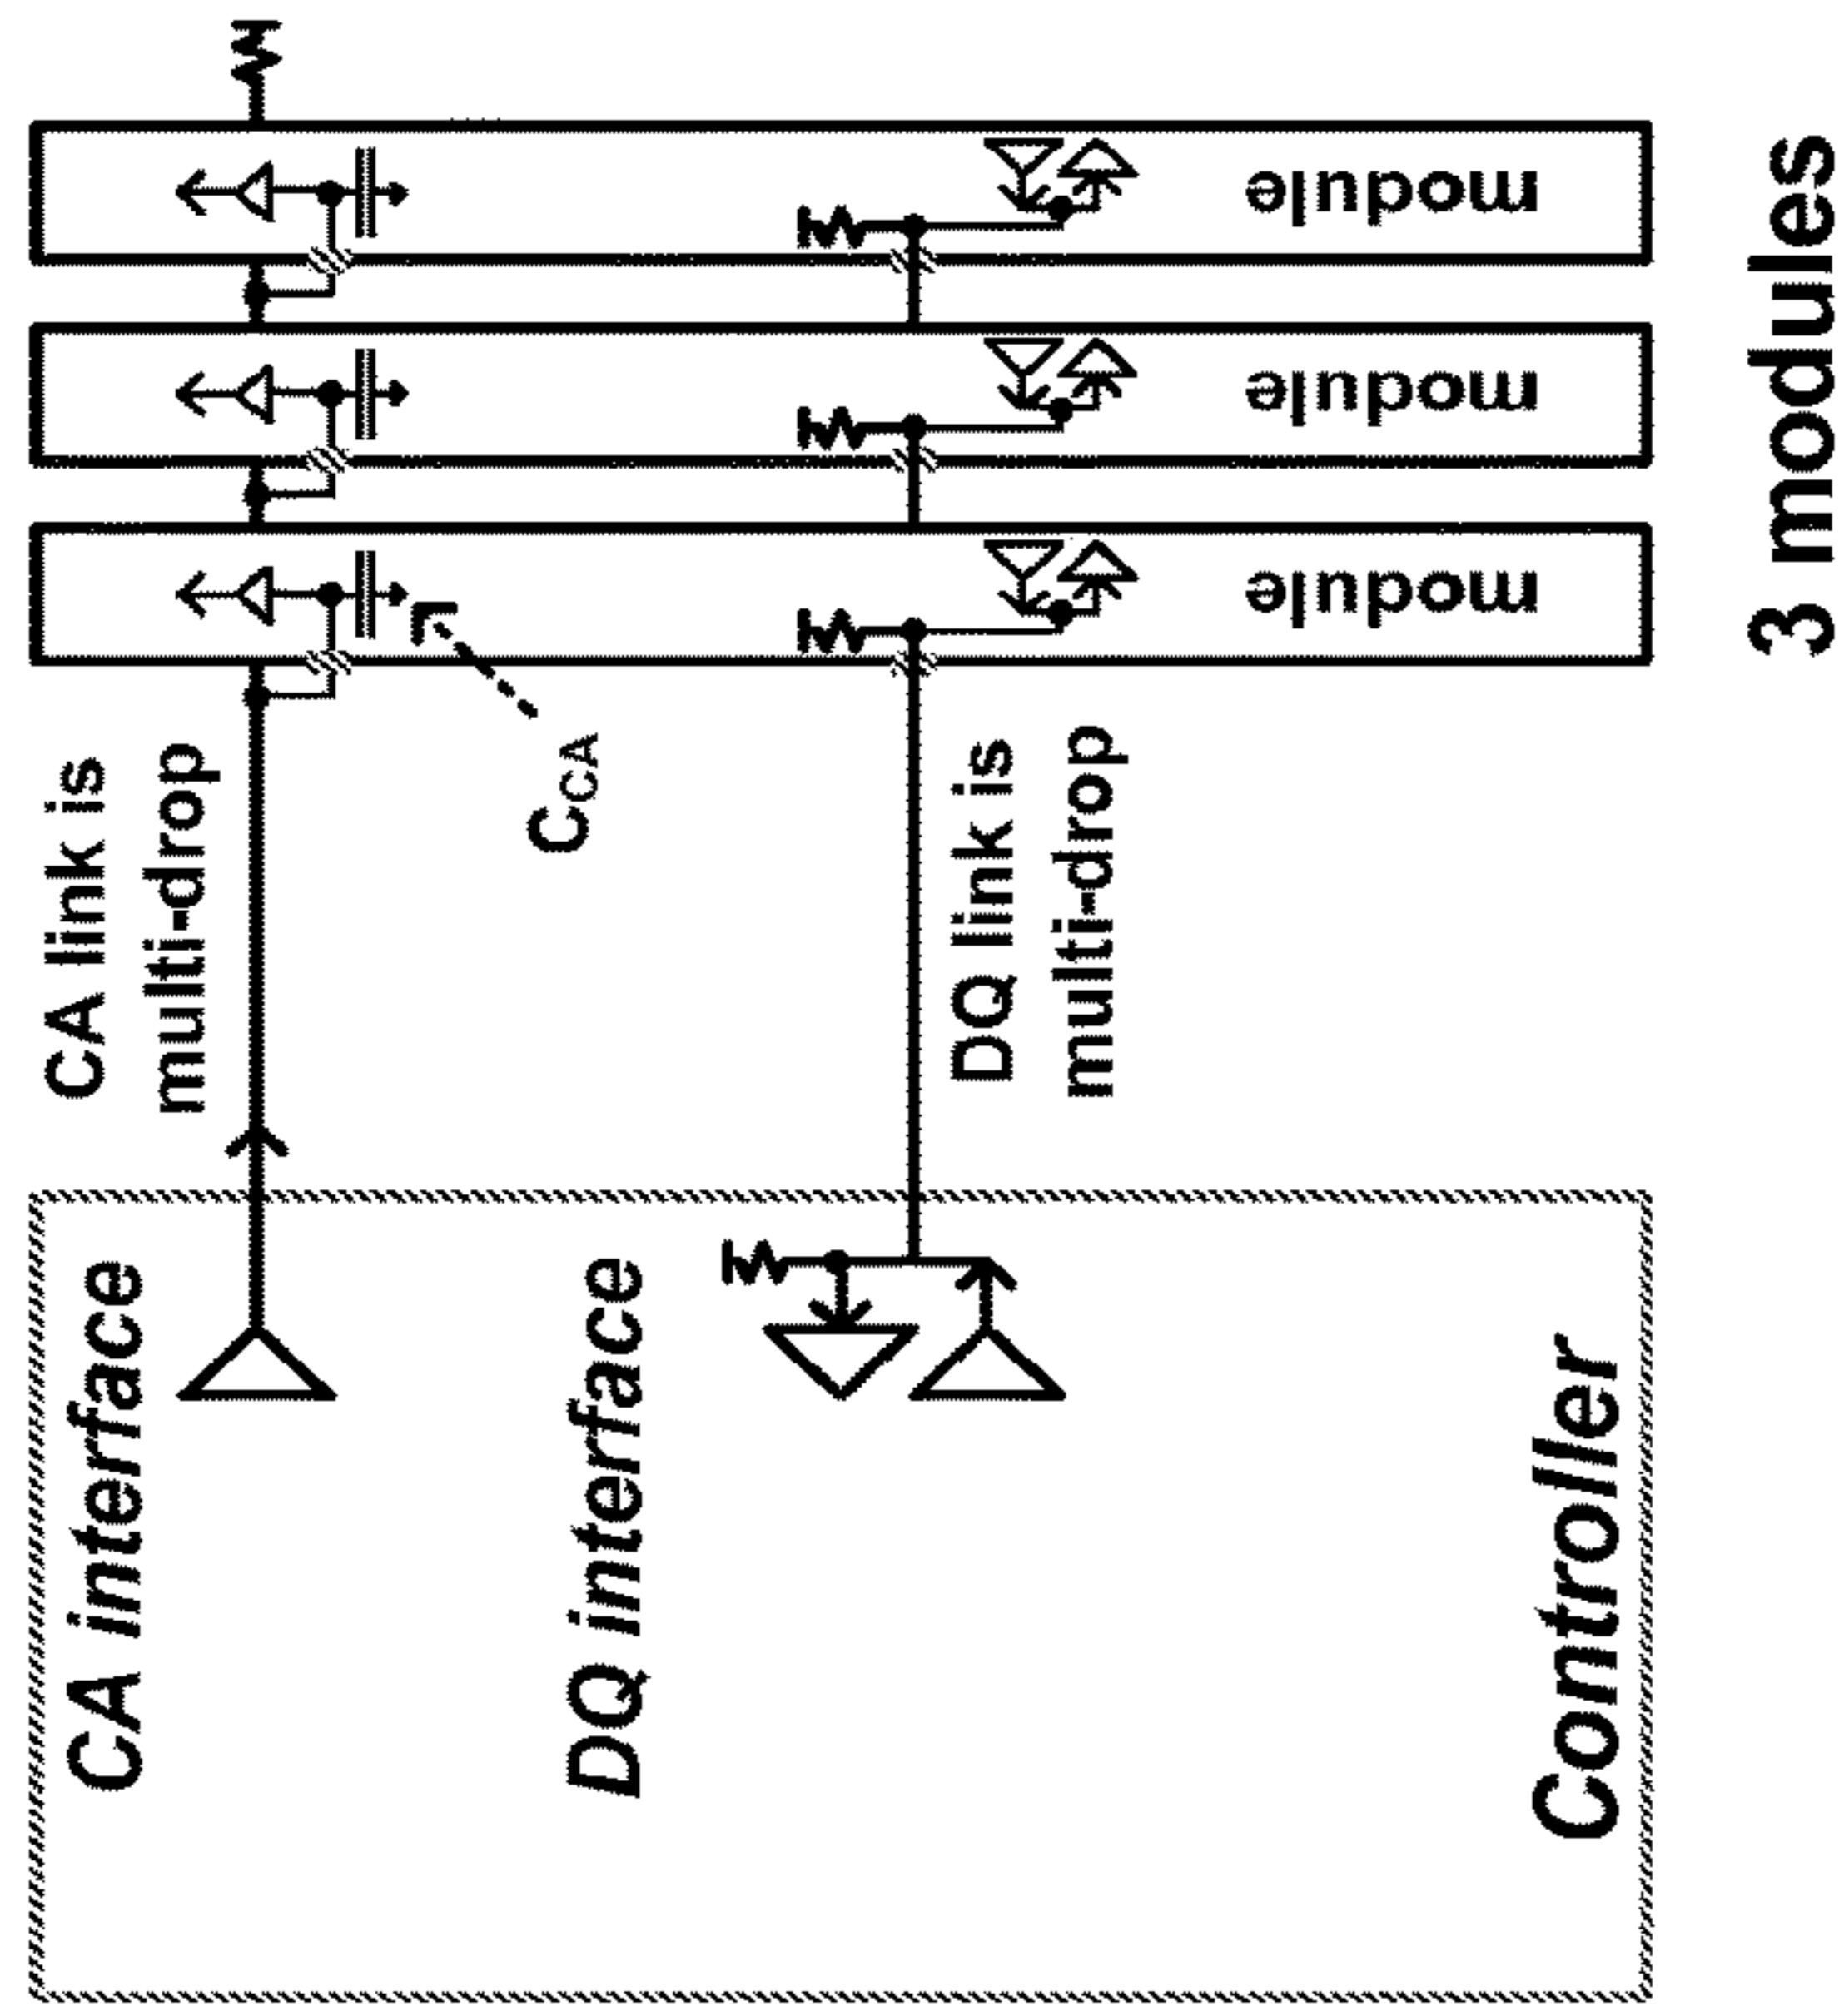 CA interface
DQ interface
Controller
CA link is
multi-drop
C_CA
DQ link is
multi-drop
module
module
module
3 modules